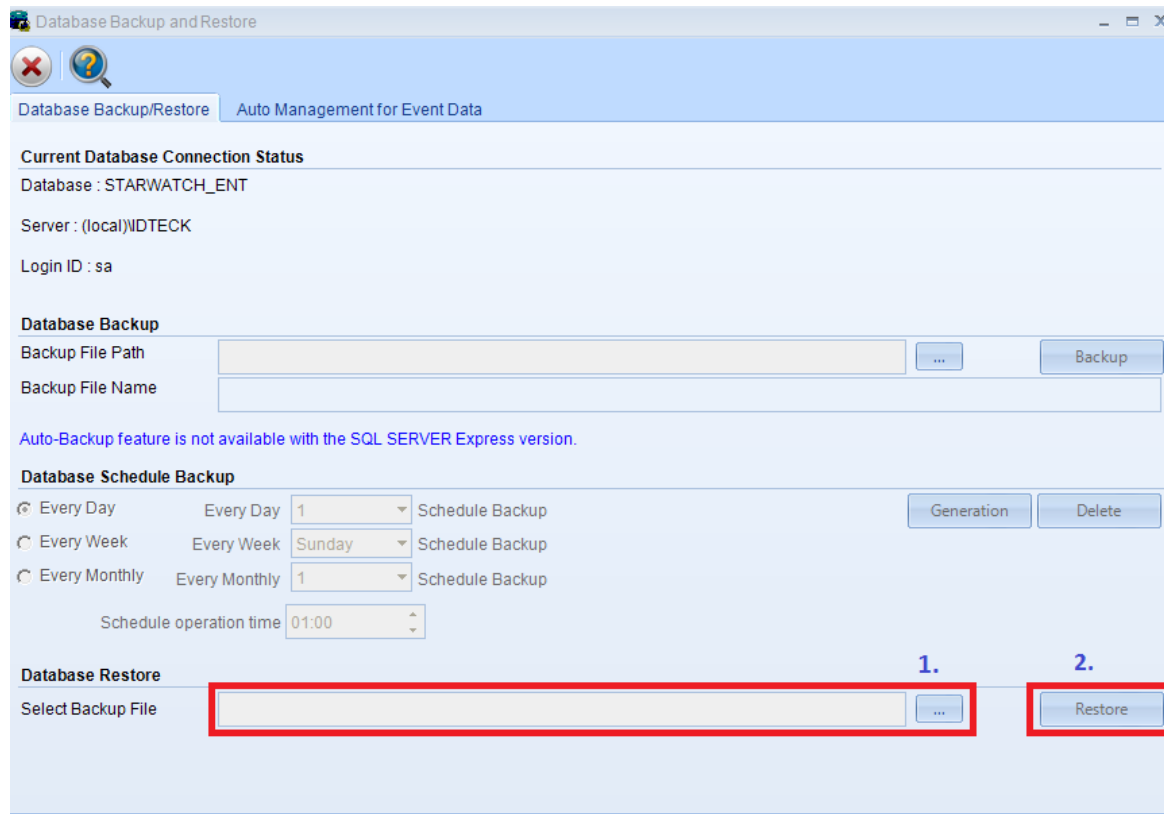 Database Backup and Restore
Database Backup/Restore Auto Management for Event Data
Current Database Connection Status
Database : STARWATCH_ENT
Server : (local)\IDTECK
Login ID : sa
Database Backup
Backup File Path ... Backup
Backup File Name
Auto-Backup feature is not available with the SQL SERVER Express version.
Database Schedule Backup
Every Day Every Day 1 Schedule Backup Generation Delete
Every Week Every Week Sunday Schedule Backup
Every Monthly Every Monthly 1 Schedule Backup
Schedule operation time 01:00
1. 2.
Database Restore
Select Backup File ... Restore